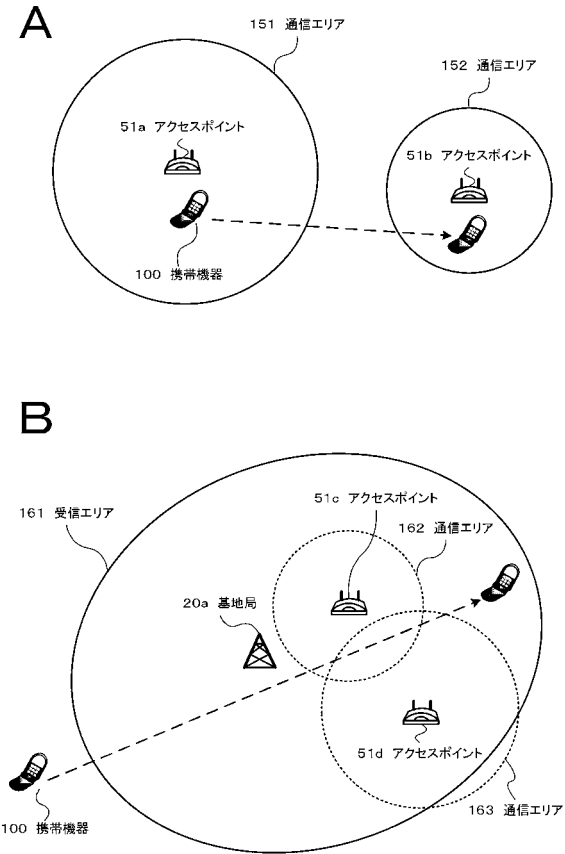 A
151 通信エリア
152 通信エリア
51a アクセスポイント
51b アクセスポイント
100 携帯機器
B
51c アクセスポイント
161 受信エリア
162 通信エリア
20a 基地局
51d アクセスポイント
163 通信エリア
100 携帯機器